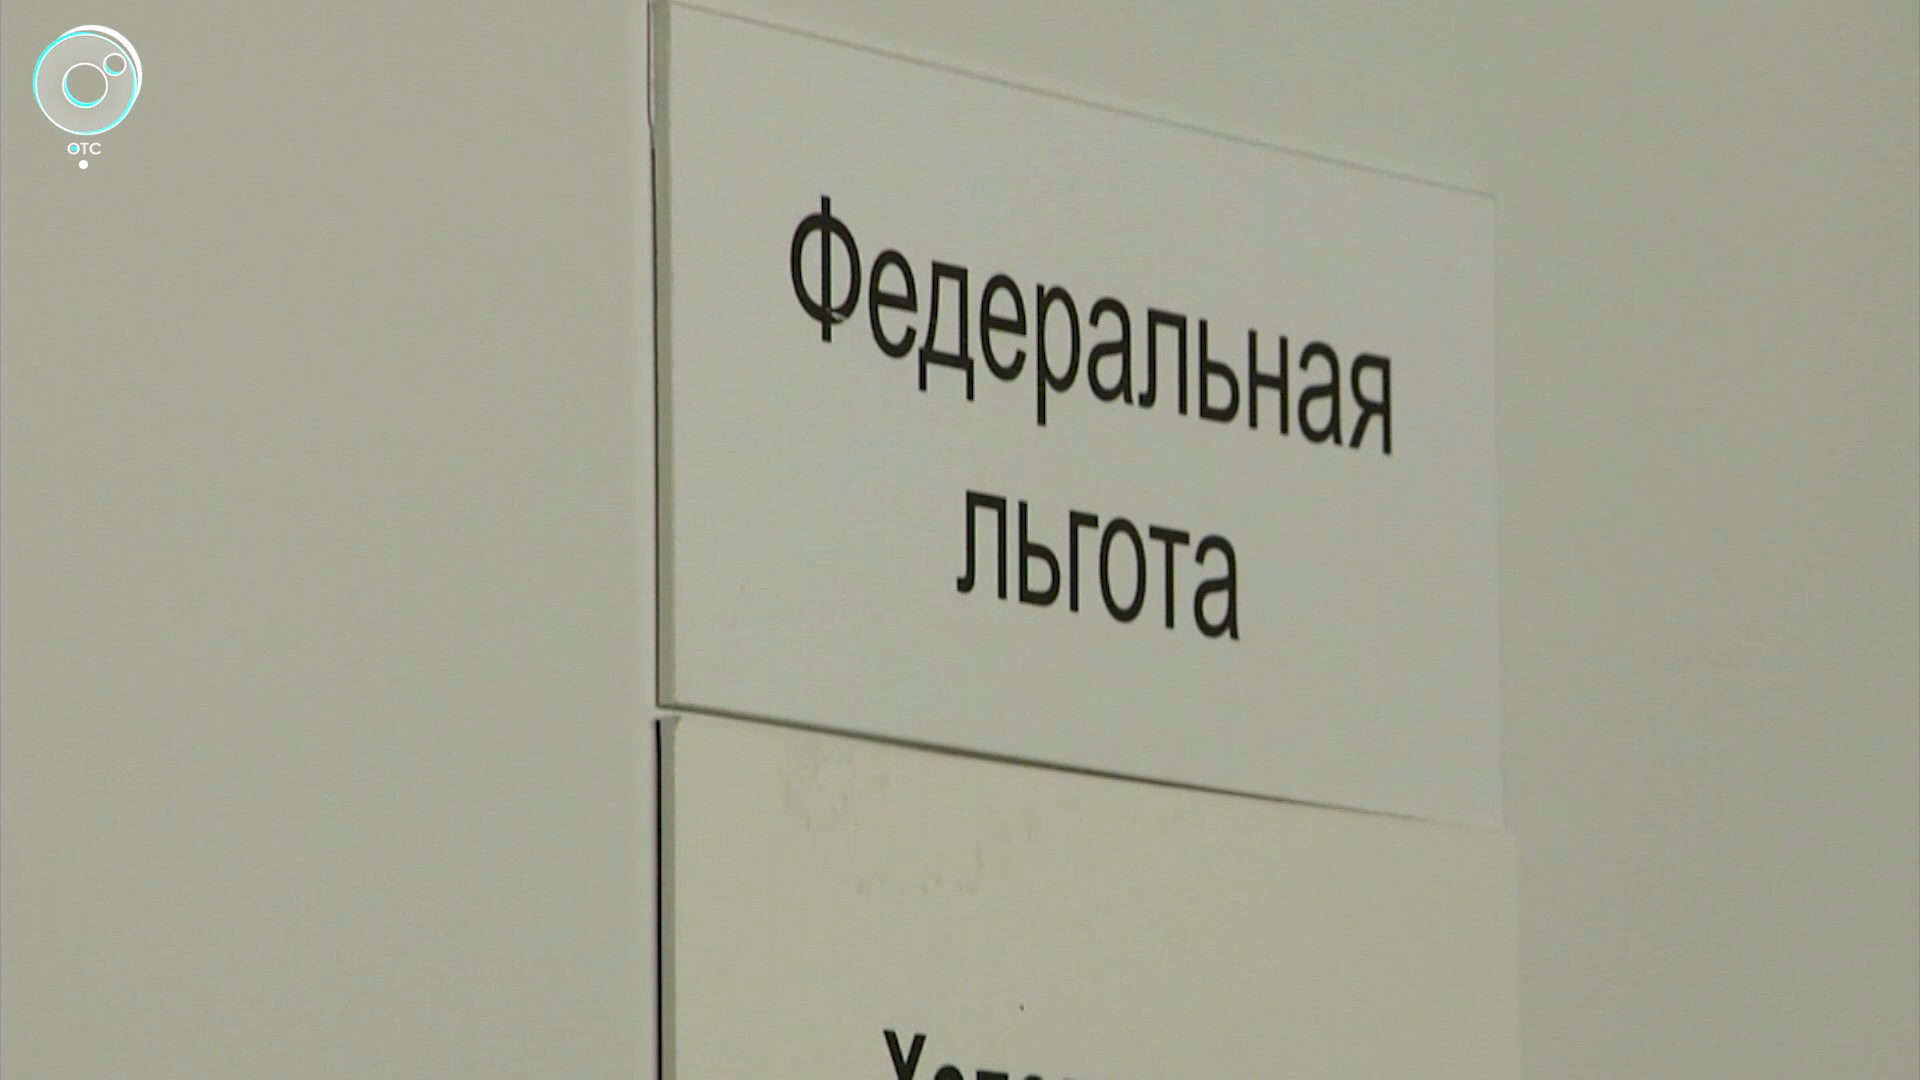 ОТС
Федеральная
льгота